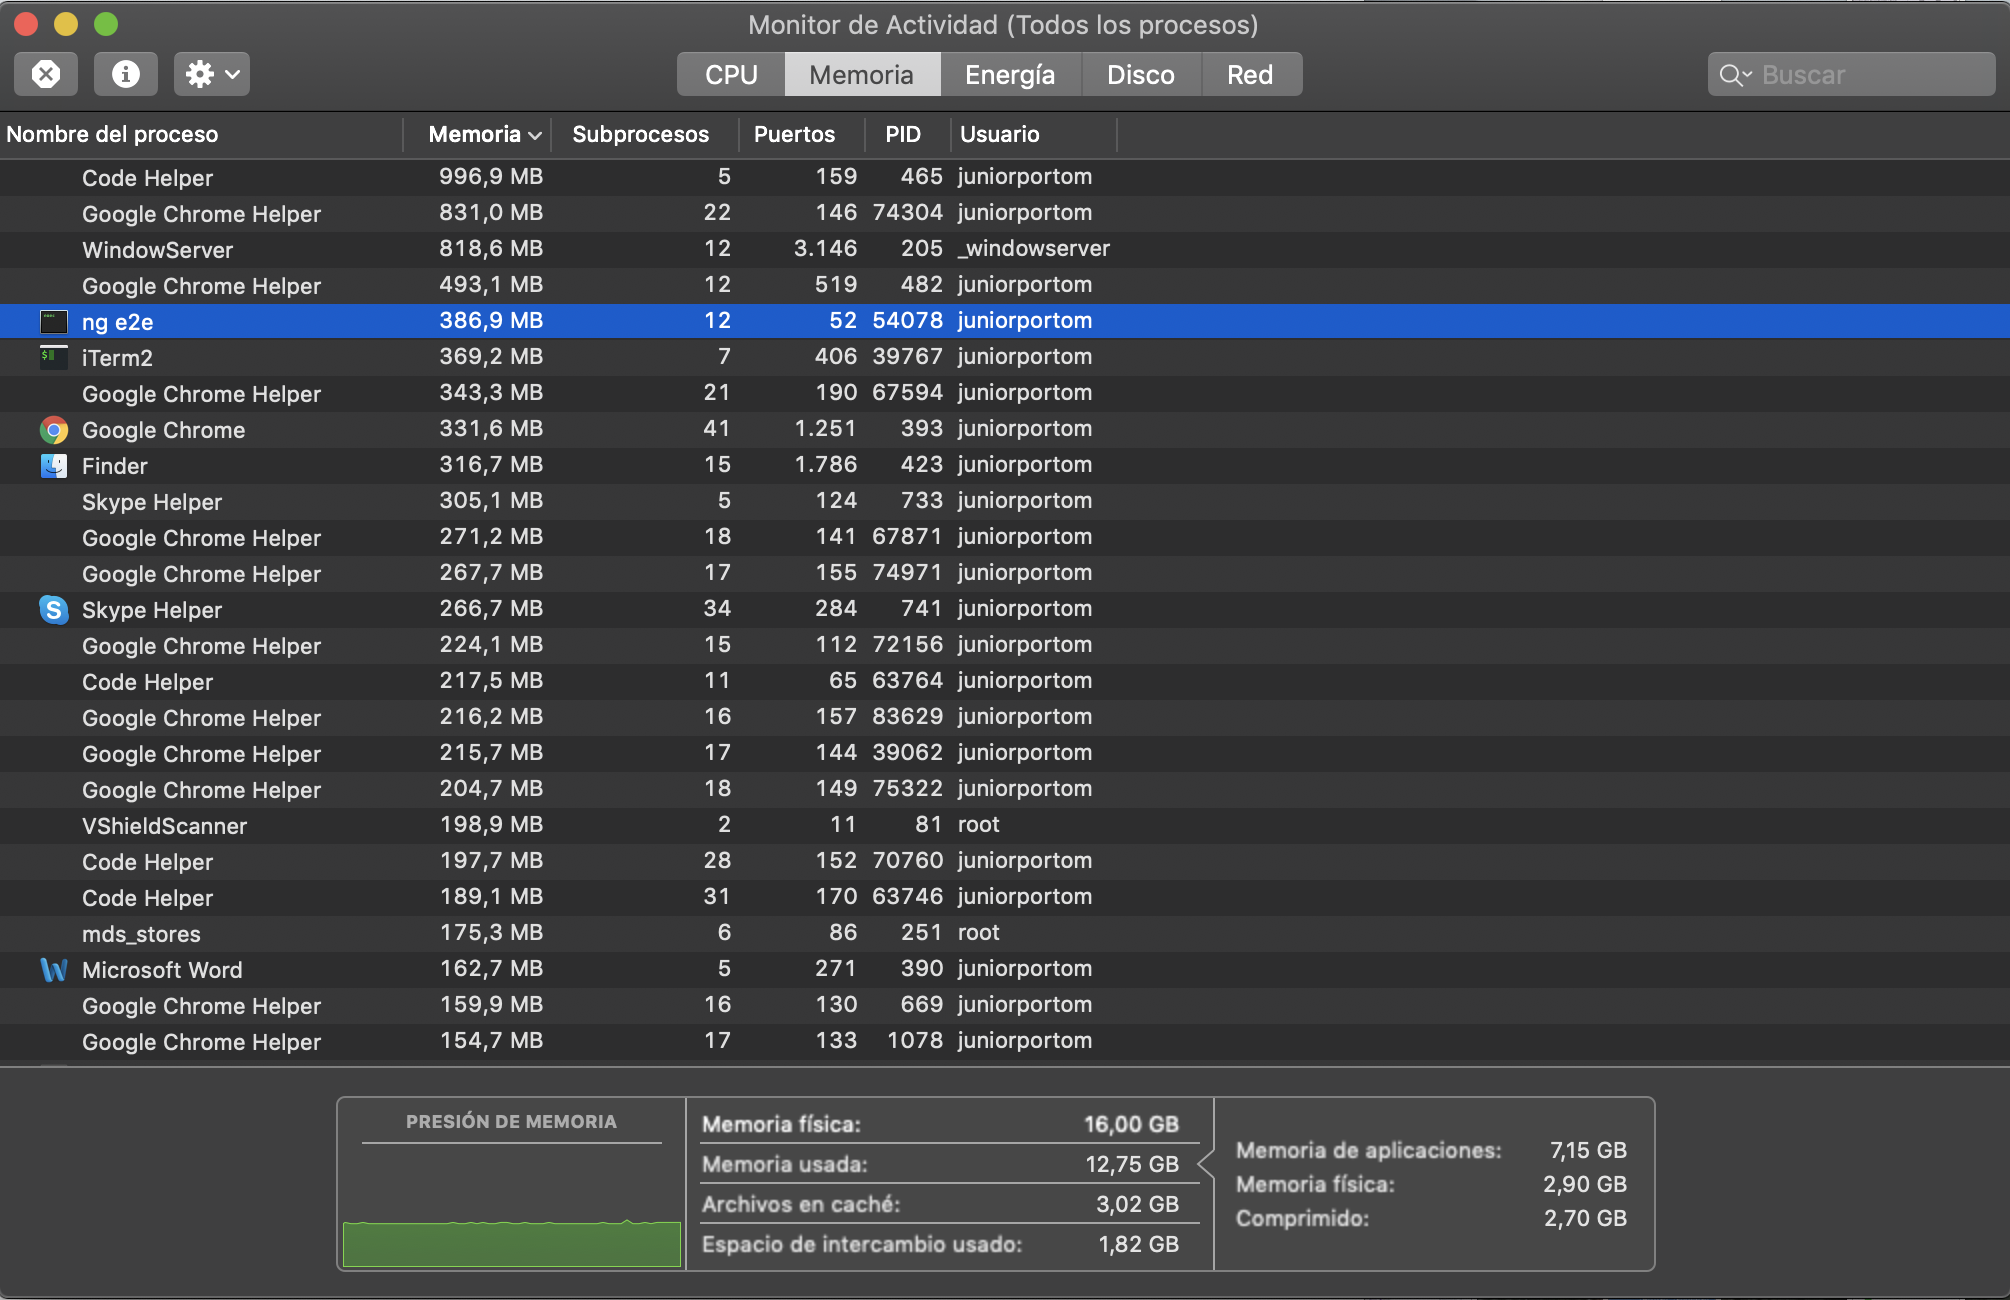 Monitor de Actividad (Todos los procesos)
CPU Memoria Energía Disco Red Buscar
Nombre del proceso Memoria Subprocesos Puertos PID Usuario
Code Helper 996,9 MB 5 159 465 juniorportom
Google Chrome Helper 831,0 MB 22 146 74304 juniorportom
WindowServer 818,6 MB 12 3.146 205 _windowserver
Google Chrome Helper 493,1 MB 12 519 482 juniorportom
ng e2e 386,9 MB 12 52 54078 juniorportom
iTerm2 369,2 MB 7 406 39767 juniorportom
Google Chrome Helper 343,3 MB 21 190 67594 juniorportom
Google Chrome 331,6 MB 41 1.251 393 juniorportom
Finder 316,7 MB 15 1.786 423 juniorportom
Skype Helper 305,1 MB 5 124 733 juniorportom
Google Chrome Helper 271,2 MB 18 141 67871 juniorportom
Google Chrome Helper 267,7 MB 17 155 74971 juniorportom
Skype Helper 266,7 MB 34 284 741 juniorportom
Google Chrome Helper 224,1 MB 15 112 72156 juniorportom
Code Helper 217,5 MB 11 65 63764 juniorportom
Google Chrome Helper 216,2 MB 16 157 83629 juniorportom
Google Chrome Helper 215,7 MB 17 144 39062 juniorportom
Google Chrome Helper 204,7 MB 18 149 75322 juniorportom
VShieldScanner 198,9 MB 2 11 81 root
Code Helper 197,7 MB 28 152 70760 juniorportom
Code Helper 189,1 MB 31 170 63746 juniorportom
mds_stores 175,3 MB 6 86 251 root
Microsoft Word 162,7 MB 5 271 390 juniorportom
Google Chrome Helper 159,9 MB 16 130 669 juniorportom
Google Chrome Helper 154,7 MB 17 133 1078 juniorportom
PRESIÓN DE MEMORIA
Memoria física: 16,00 GB
Memoria usada: 12,75 GB
Archivos en caché: 3,02 GB
Espacio de intercambio usado: 1,82 GB
Memoria de aplicaciones: 7,15 GB
Memoria física: 2,90 GB
Comprimido: 2,70 GB